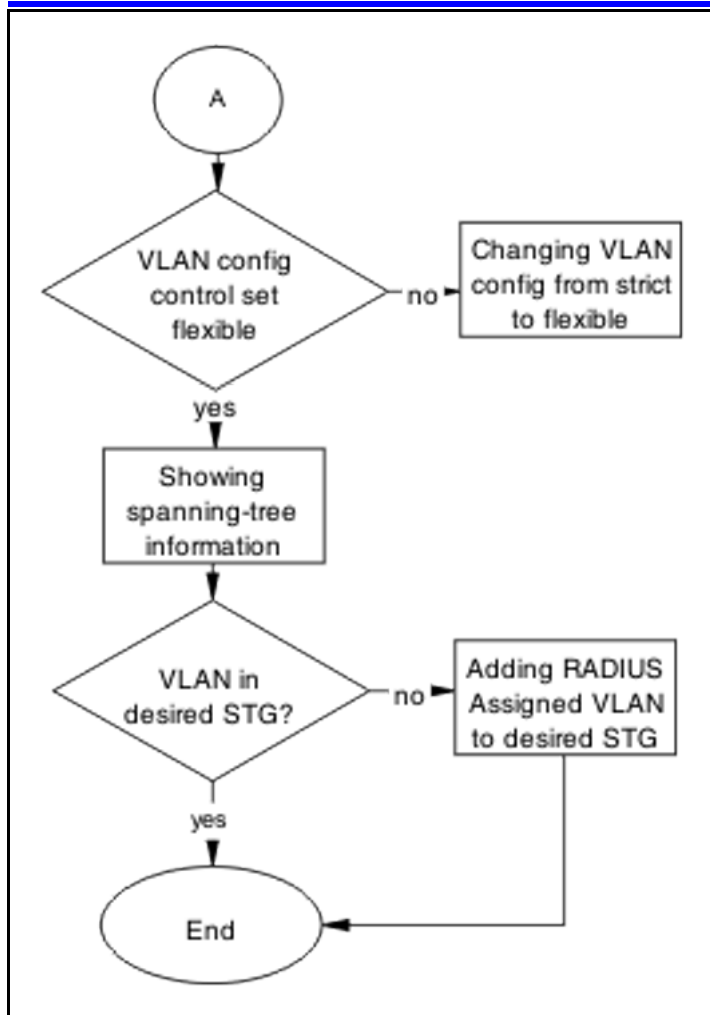 A
VLAN config
control set
flexible
no
Changing VLAN
config from strict
to flexible
yes
Showing
spanning-tree
information
VLAN in
desired STG?
no
Adding RADIUS
Assigned VLAN
to desired STG
yes
End